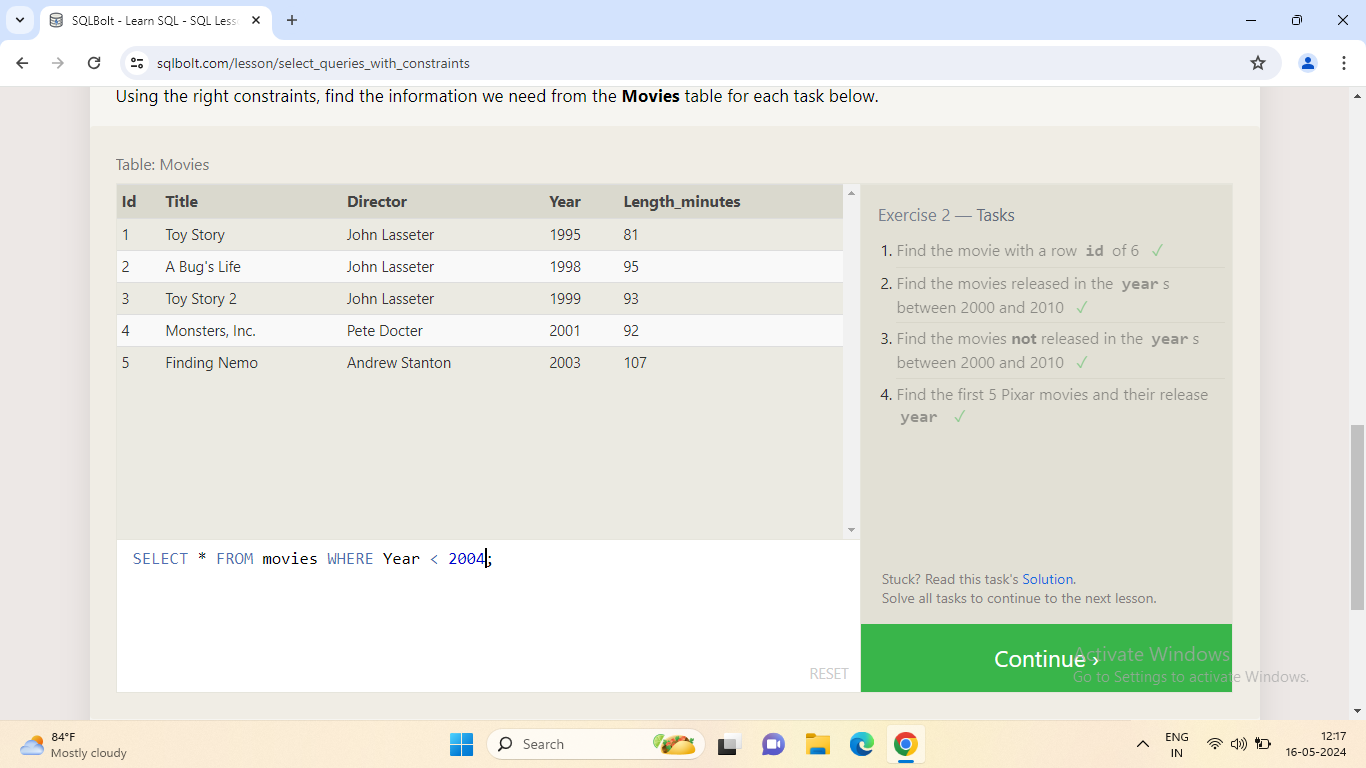 SQLBolt - Learn SQL - SQL Less
sqlbolt.com/lesson/select_queries_with_constraints
Using the right constraints, find the information we need from the Movies table for each task below.
Table: Movies
Id Title Director Year Length_minutes
1 Toy Story John Lasseter 1995 81
2 A Bug's Life John Lasseter 1998 95
3 Toy Story 2 John Lasseter 1999 93
4 Monsters, Inc. Pete Docter 2001 92
5 Finding Nemo Andrew Stanton 2003 107
SELECT * FROM movies WHERE Year < 2004;
RESET
Exercise 2 — Tasks
1. Find the movie with a row id of 6 ✓
2. Find the movies released in the year s
between 2000 and 2010 ✓
3. Find the movies not released in the year s
between 2000 and 2010 ✓
4. Find the first 5 Pixar movies and their release
year ✓
Stuck? Read this task's Solution.
Solve all tasks to continue to the next lesson.
Continue ›
Activate Windows
Go to Settings to activate Windows.
84°F
Mostly cloudy
Search
ENG
IN
12:17
16-05-2024